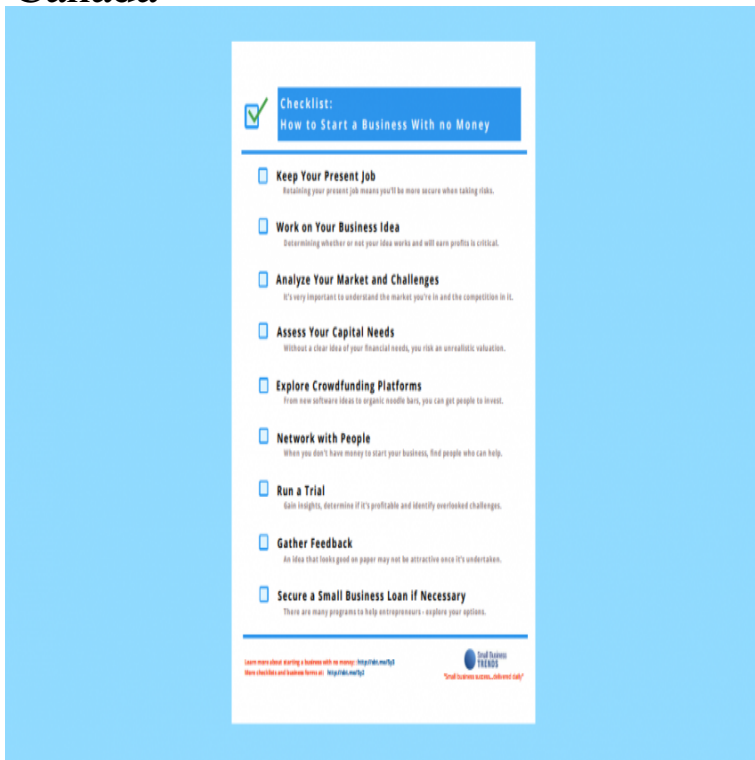 Canada
Checklist:
How to Start a Business With no Money
Keep Your Present Job
Retaining your present job means you'll be more secure when taking risks.
Work on Your Business Idea
Determining whether or not your idea works and will earn profits is critical.
Analyze Your Market and Challenges
It's very important to understand the market you're in and the competition in it.
Assess Your Capital Needs
Without a clear idea of your financial needs, you risk an unrealistic valuation.
Explore Crowdfunding Platforms
From new software ideas to organic noodle bars, you can get people to invest.
Network with People
When you don't have money to start your business, find people who can help.
Run a Trial
Gain insights, determine if it's profitable and identify overlooked challenges.
Gather Feedback
An idea that looks good on paper may not be attractive once it's undertaken.
Secure a Small Business Loan if Necessary
There are many programs to help entrepreneurs - explore your options.
Learn more about starting a business with no money:
More checklists and business forms at:
Small Business
TRENDS
"Small business success... delivered daily"